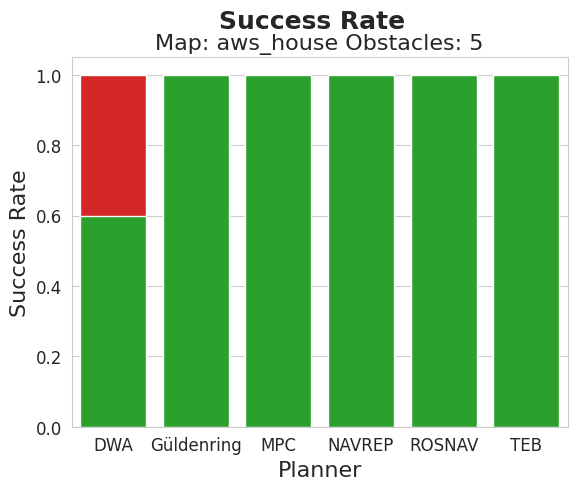 Success Rate
Map: aws_house Obstacles: 5
1.0
0.8
0.6
0.4
0.2
0.0
Success Rate
DWA Güldenring MPC NAVREP ROSNAV TEB
Planner